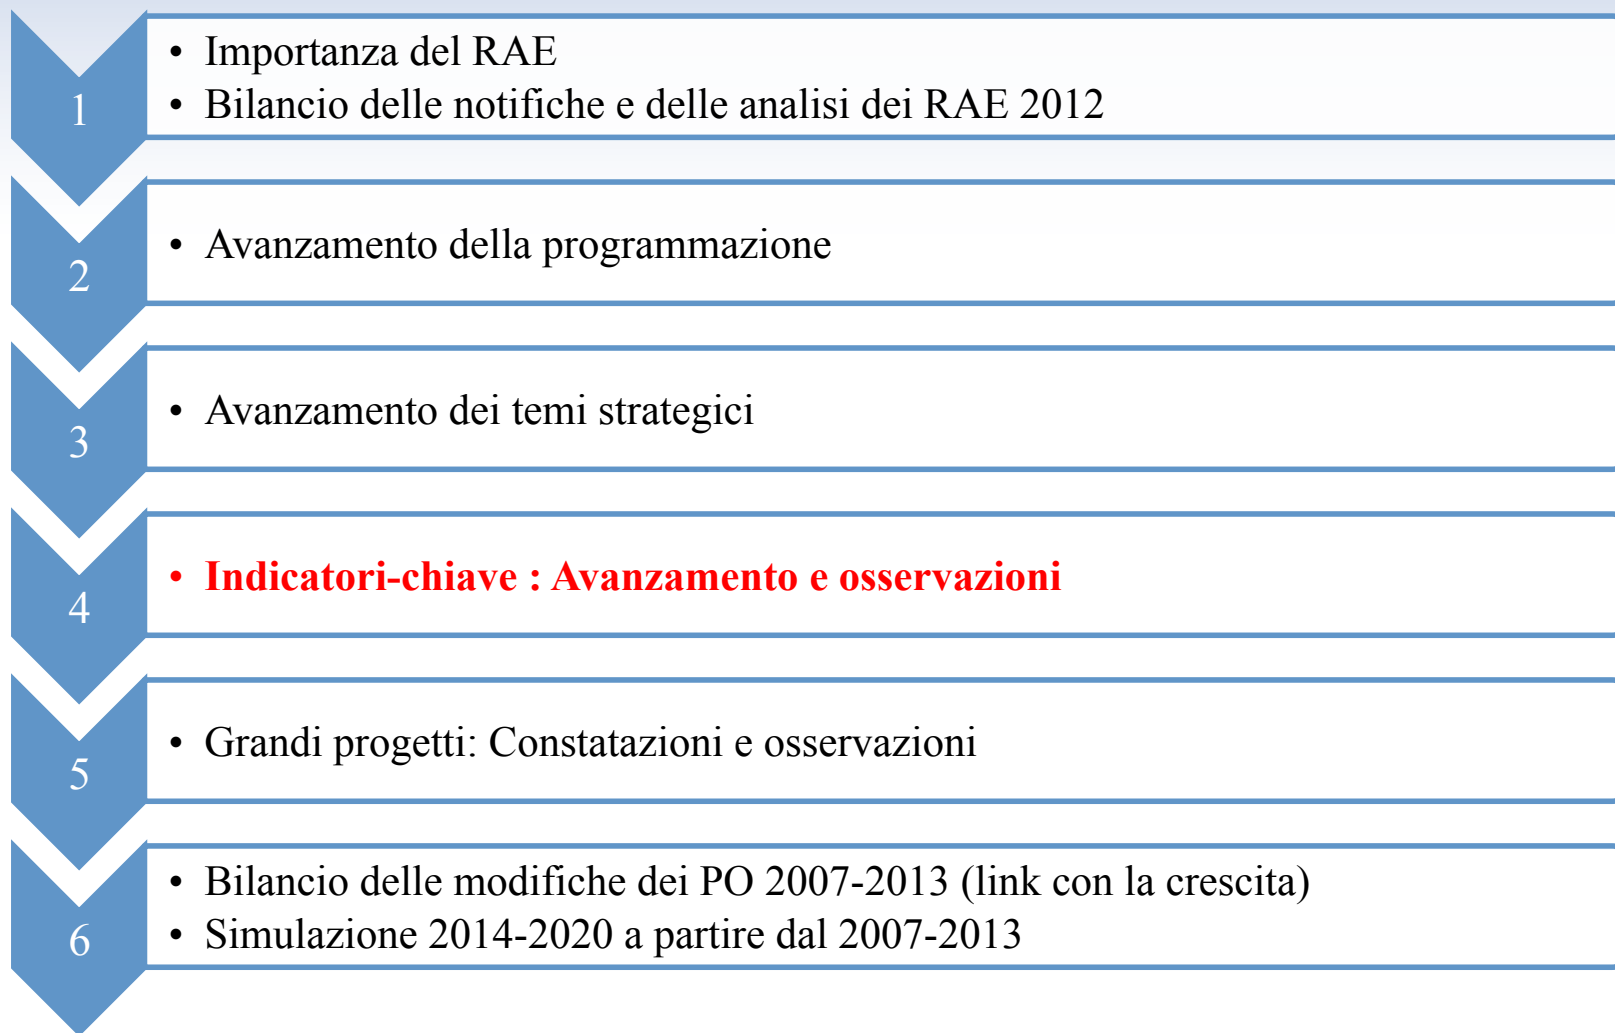 1
• Importanza del RAE
• Bilancio delle notifiche e delle analisi dei RAE 2012
2
• Avanzamento della programmazione
3
• Avanzamento dei temi strategici
4
• Indicatori-chiave : Avanzamento e osservazioni
5
• Grandi progetti: Constatazioni e osservazioni
6
• Bilancio delle modifiche dei PO 2007-2013 (link con la crescita)
• Simulazione 2014-2020 a partire dal 2007-2013